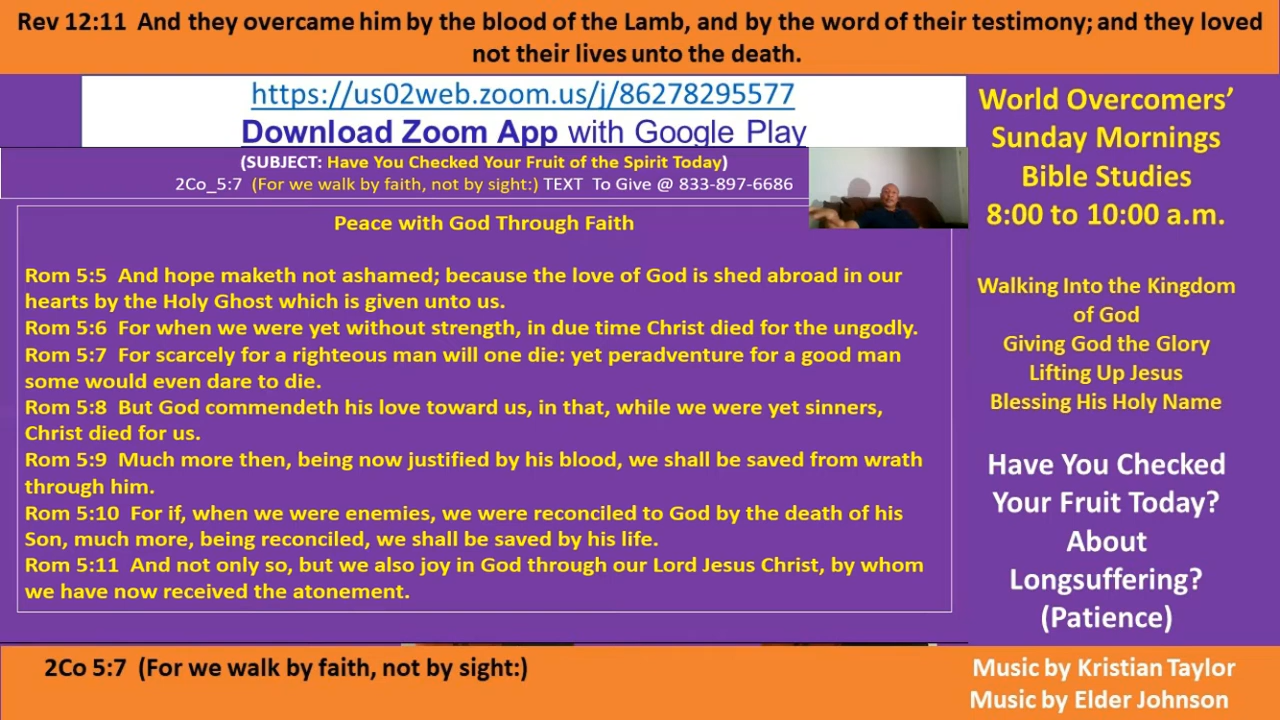 Rev 12:11  And they overcame him by the blood of the Lamb, and by the word of their testimony; and they loved
not their lives unto the death.
https://us02web.zoom.us/j/86278295577
Download Zoom App with Google Play
(SUBJECT: Have You Checked Your Fruit of the Spirit Today)
2Co_5:7  (For we walk by faith, not by sight:) TEXT  To Give @ 833-897-6686
Peace with God Through Faith
Rom 5:5  And hope maketh not ashamed; because the love of God is shed abroad in our
hearts by the Holy Ghost which is given unto us.
Rom 5:6  For when we were yet without strength, in due time Christ died for the ungodly.
Rom 5:7  For scarcely for a righteous man will one die: yet peradventure for a good man
some would even dare to die.
Rom 5:8  But God commendeth his love toward us, in that, while we were yet sinners,
Christ died for us.
Rom 5:9  Much more then, being now justified by his blood, we shall be saved from wrath
through him.
Rom 5:10  For if, when we were enemies, we were reconciled to God by the death of his
Son, much more, being reconciled, we shall be saved by his life.
Rom 5:11  And not only so, but we also joy in God through our Lord Jesus Christ, by whom
we have now received the atonement.
World Overcomers’
Sunday Mornings
Bible Studies
8:00 to 10:00 a.m.
Walking Into the Kingdom
of God
Giving God the Glory
Lifting Up Jesus
Blessing His Holy Name
Have You Checked
Your Fruit Today?
About
Longsuffering?
(Patience)
2Co 5:7  (For we walk by faith, not by sight:)
Music by Kristian Taylor
Music by Elder Johnson